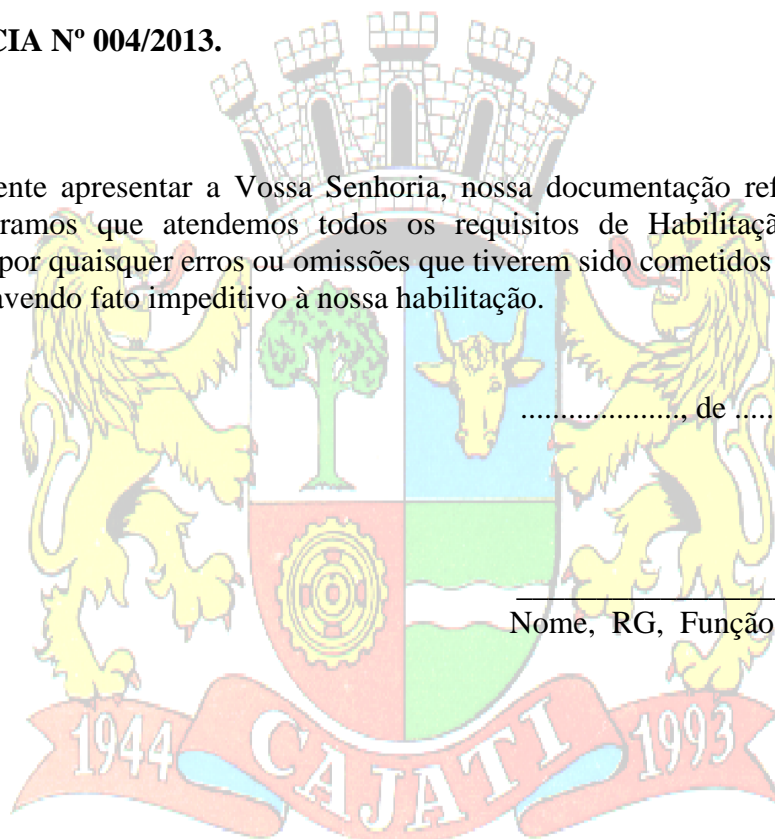 CIA Nº 004/2013.
ente apresentar a Vossa Senhoria, nossa documentação ref
ramos que atendemos todos os requisitos de Habilitaçã
por quaisquer erros ou omissões que tiverem sido cometidos
avendo fato impeditivo à nossa habilitação.
...................., de .....
____________________
Nome, RG, Função
1944 CAJATI 1993